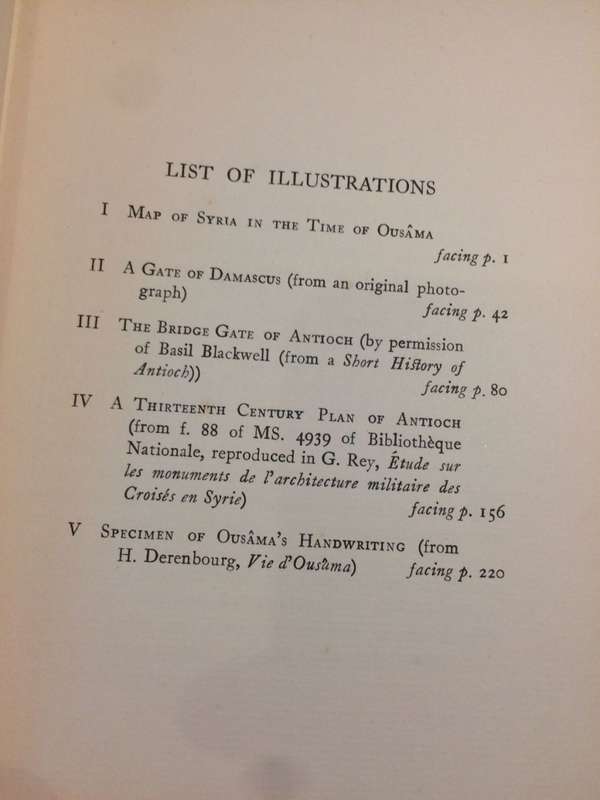 LIST OF ILLUSTRATIONS
I MAP OF SYRIA IN THE TIME OF OUSÂMA
facing p. 1
II A GATE OF DAMASCUS (from an original photo-
graph) facing p. 42
III THE BRIDGE GATE OF ANTIOCH (by permission
of Basil Blackwell (from a Short History of
Antioch))
facing p. 80
IV A THIRTEENTH CENTURY PLAN OF ANTIOCH
(from f. 88 of MS. 4939 of Bibliothèque
Nationale, reproduced in G. Rey, Étude sur
les monuments de l'architecture militaire des
Croisés en Syrie) facing p. 156
V SPECIMEN OF OUSÂMA'S HANDWRITING (from
H. Derenbourg, Vie d'Ousâma) facing p. 220